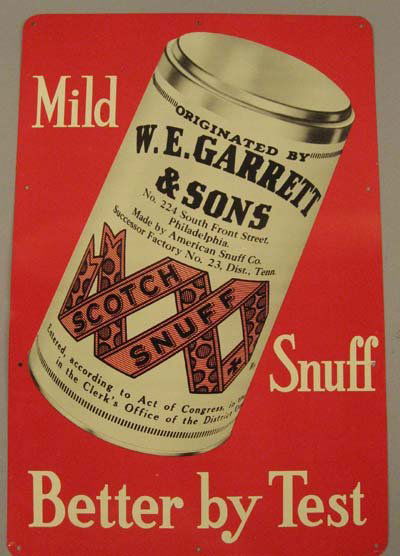 Mild
ORIGINATED BY
W.E.GARRETT
& SONS
No. 224 South Front Street,
Philadelphia.
Made by American Snuff Co.
Successor Factory No. 23, Dist., Tenn.
SCOTCH
SNUFF
Entered, according to Act of Congress, in
in the Clerk's Office of the District
Snuff
Better by Test